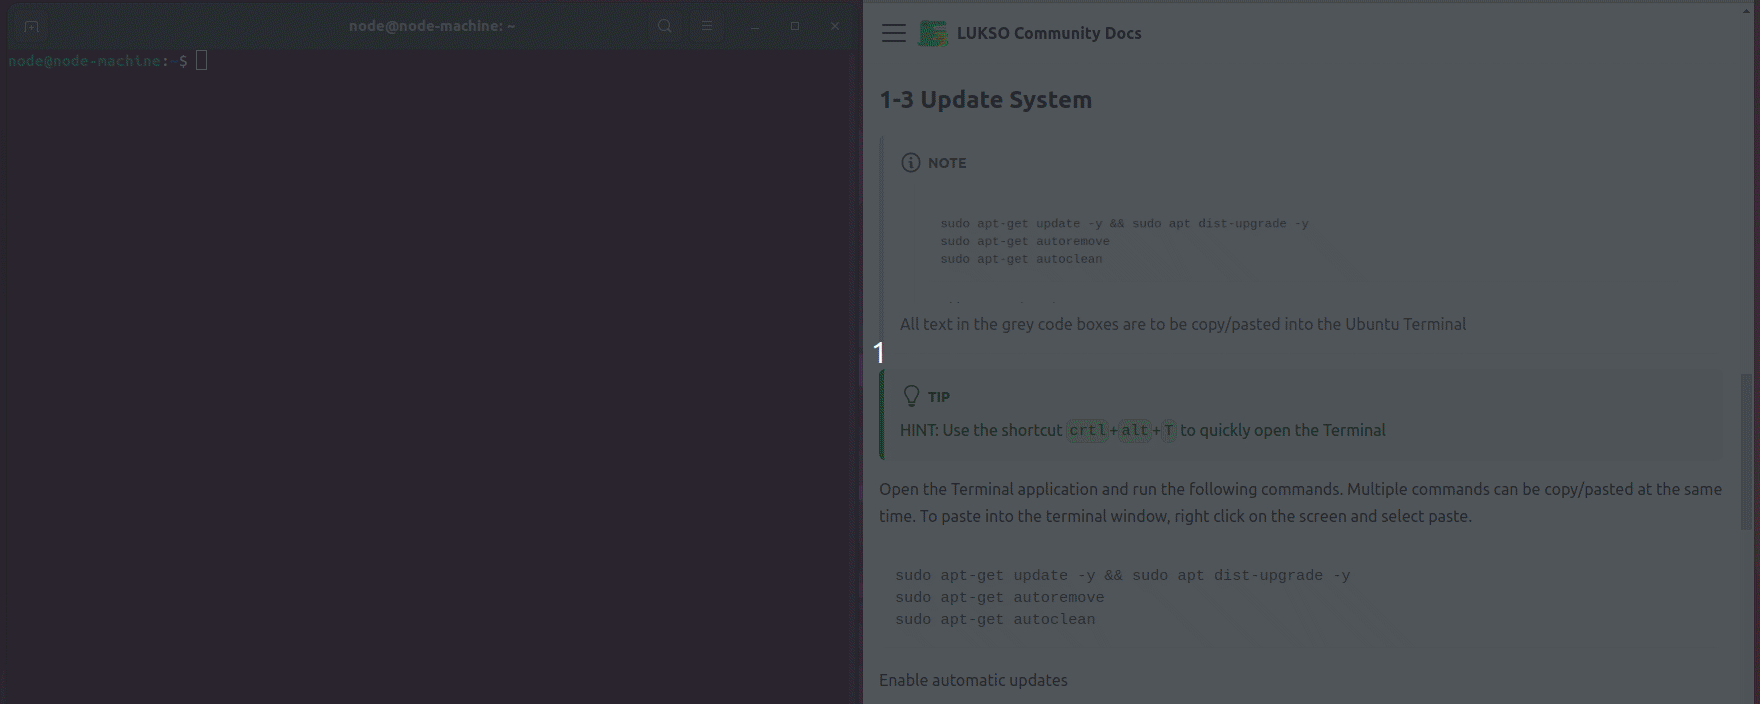 node@node-machine: ~
node@node-machine:~$
LUKSO Community Docs
1-3 Update System
NOTE
sudo apt-get update -y && sudo apt dist-upgrade -y
sudo apt-get autoremove
sudo apt-get autoclean
All text in the grey code boxes are to be copy/pasted into the Ubuntu Terminal
1
TIP
HINT: Use the shortcut crtl+alt+T to quickly open the Terminal
Open the Terminal application and run the following commands. Multiple commands can be copy/pasted at the same
time. To paste into the terminal window, right click on the screen and select paste.
sudo apt-get update -y && sudo apt dist-upgrade -y
sudo apt-get autoremove
sudo apt-get autoclean
Enable automatic updates